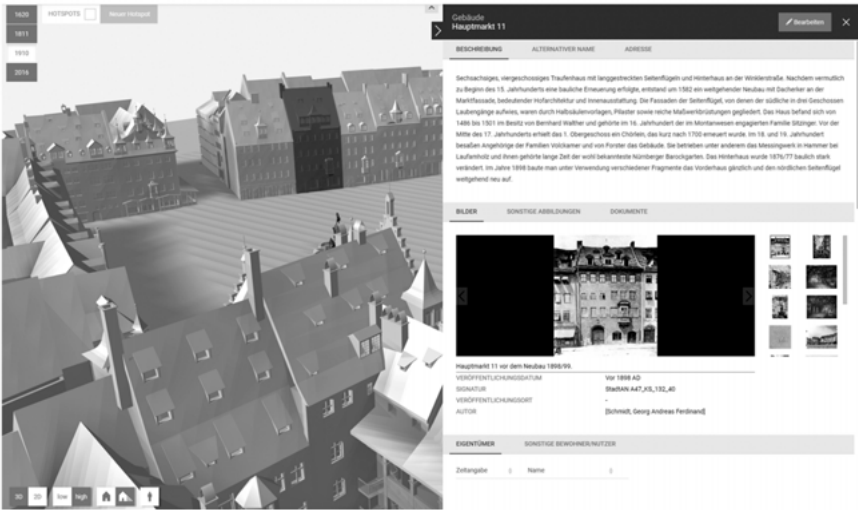 1620
HOTSPOTS
Neuer Hotspot
1811
1910
2016
3D
2D
low
high
Gebäude
Hauptmarkt 11
Bearbeiten
BESCHREIBUNG
ALTERNATIVER NAME
ADRESSE
Sechsachsiges, viergeschossiges Traufenhaus mit langgestreckten Seitenflügeln und Hinterhaus an der Winklerstraße. Nachdem vermutlich
zu Beginn des 15. Jahrhunderts eine bauliche Erneuerung erfolgte, entstand um 1582 ein weitgehender Neubau mit Dacherker an der
Marktfassade, bedeutender Hofarchitektur und Innenausstattung. Die Fassaden der Seitenflügel, von denen der südliche in drei Geschossen
Laubengänge aufwies, waren durch Halbsäulenvorlagen, Pilaster sowie reiche Maßwerkbrüstungen gegliedert. Das Haus befand sich von
1486 bis 1501 im Besitz von Bernhard Walther und gehörte im 16. Jahrhundert der im Montanwesen engagierten Familie Sitzinger. Vor der
Mitte des 17. Jahrhunderts erhielt das 1. Obergeschoss ein Chörlein, das kurz nach 1700 erneuert wurde. Im 18. und 19. Jahrhundert
besaßen Angehörige der Familien Volckamer und von Forster das Gebäude. Sie betrieben unter anderem das Messingwerk in Hammer bei
Laufamholz und ihnen gehörte lange Zeit der wohl bekannteste Nürnberger Barockgarten. Das Hinterhaus wurde 1876/77 baulich stark
verändert. Im Jahre 1898 baute man unter Verwendung verschiedener Fragmente das Vorderhaus gänzlich und den nördlichen Seitenflügel
weitgehend neu auf.
BILDER
SONSTIGE ABBILDUNGEN
DOKUMENTE
Hauptmarkt 11 vor dem Neubau 1898/99.
VERÖFFENTLICHUNGSDATUM Vor 1898 AD
SIGNATUR StadtAN A47_KS_132_40
VERÖFFENTLICHUNGSORT -
AUTOR [Schmidt, Georg Andreas Ferdinand]
EIGENTÜMER
SONSTIGE BEWOHNER/NUTZER
Zeitangabe
Name